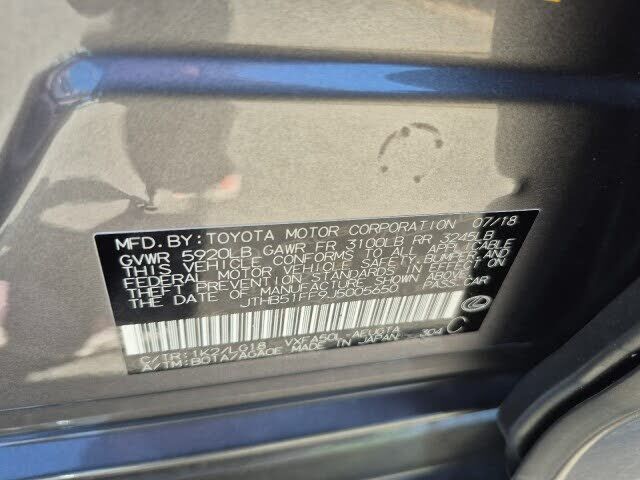 MFD.BY:TOYOTA MOTOR CORPORATION 07/18
GVWR 5920LB GAWR FR 3100LB RR 3245LB
THIS VEHICLE CONFORMS TO ALL APPLICABLE
FEDERAL MOTOR VEHICLE SAFETY, BUMPER, AND
THEFT PREVENTION STANDARDS IN EFFECT ON
THE DATE OF MANUFACTURE SHOWN ABOVE.
PASS.CAR
C/TR:1K2/LG18 VXFA50L-AEUGTA
A/TM:B01A/AGA0E MADE IN JAPAN 304 C